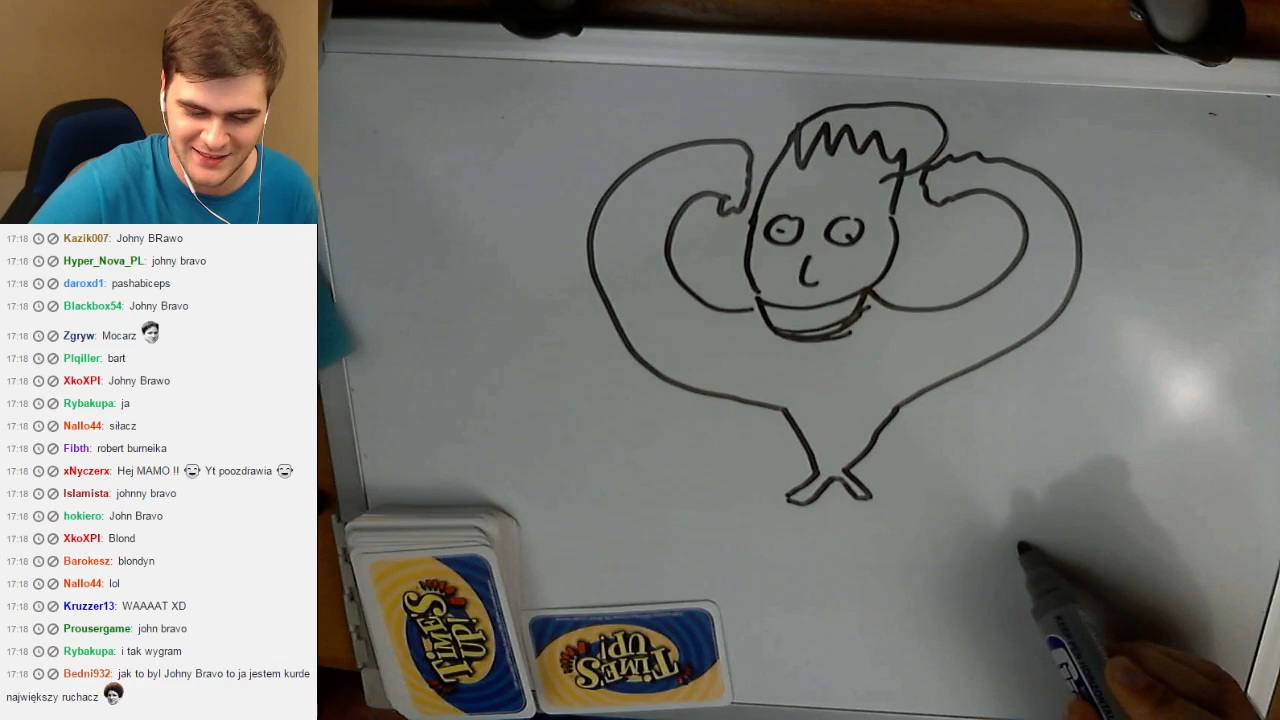 17:18 Kazik007: Johny BRawo
17:18 Hyper_Nova_PL: johny bravo
17:18 daroxd1: pashabiceps
17:18 Blackbox54: Johny Bravo
17:18 Zgryw: Mocarz
17:18 Plqiller: bart
17:18 XkoXPl: Johny Brawo
17:18 Rybakupa: ja
17:18 Nallo44: siłacz
17:18 Fibth: robert burneika
17:18 xNyczerx: Hej MAMO !! Yt poozdrawia
17:18 Islamista: johnny bravo
17:18 hokiero: John Bravo
17:18 XkoXPl: Blond
17:18 Barokesz: blondyn
17:18 Nallo44: lol
17:18 Kruzzer13: WAAAAT XD
17:18 Prousergame: john bravo
17:18 Rybakupa: i tak wygram
17:18 Bedni932: jak to byl Johny Bravo to ja jestem kurde
największy ruchacz
TiME'S
UP!
TiME'S
UP!